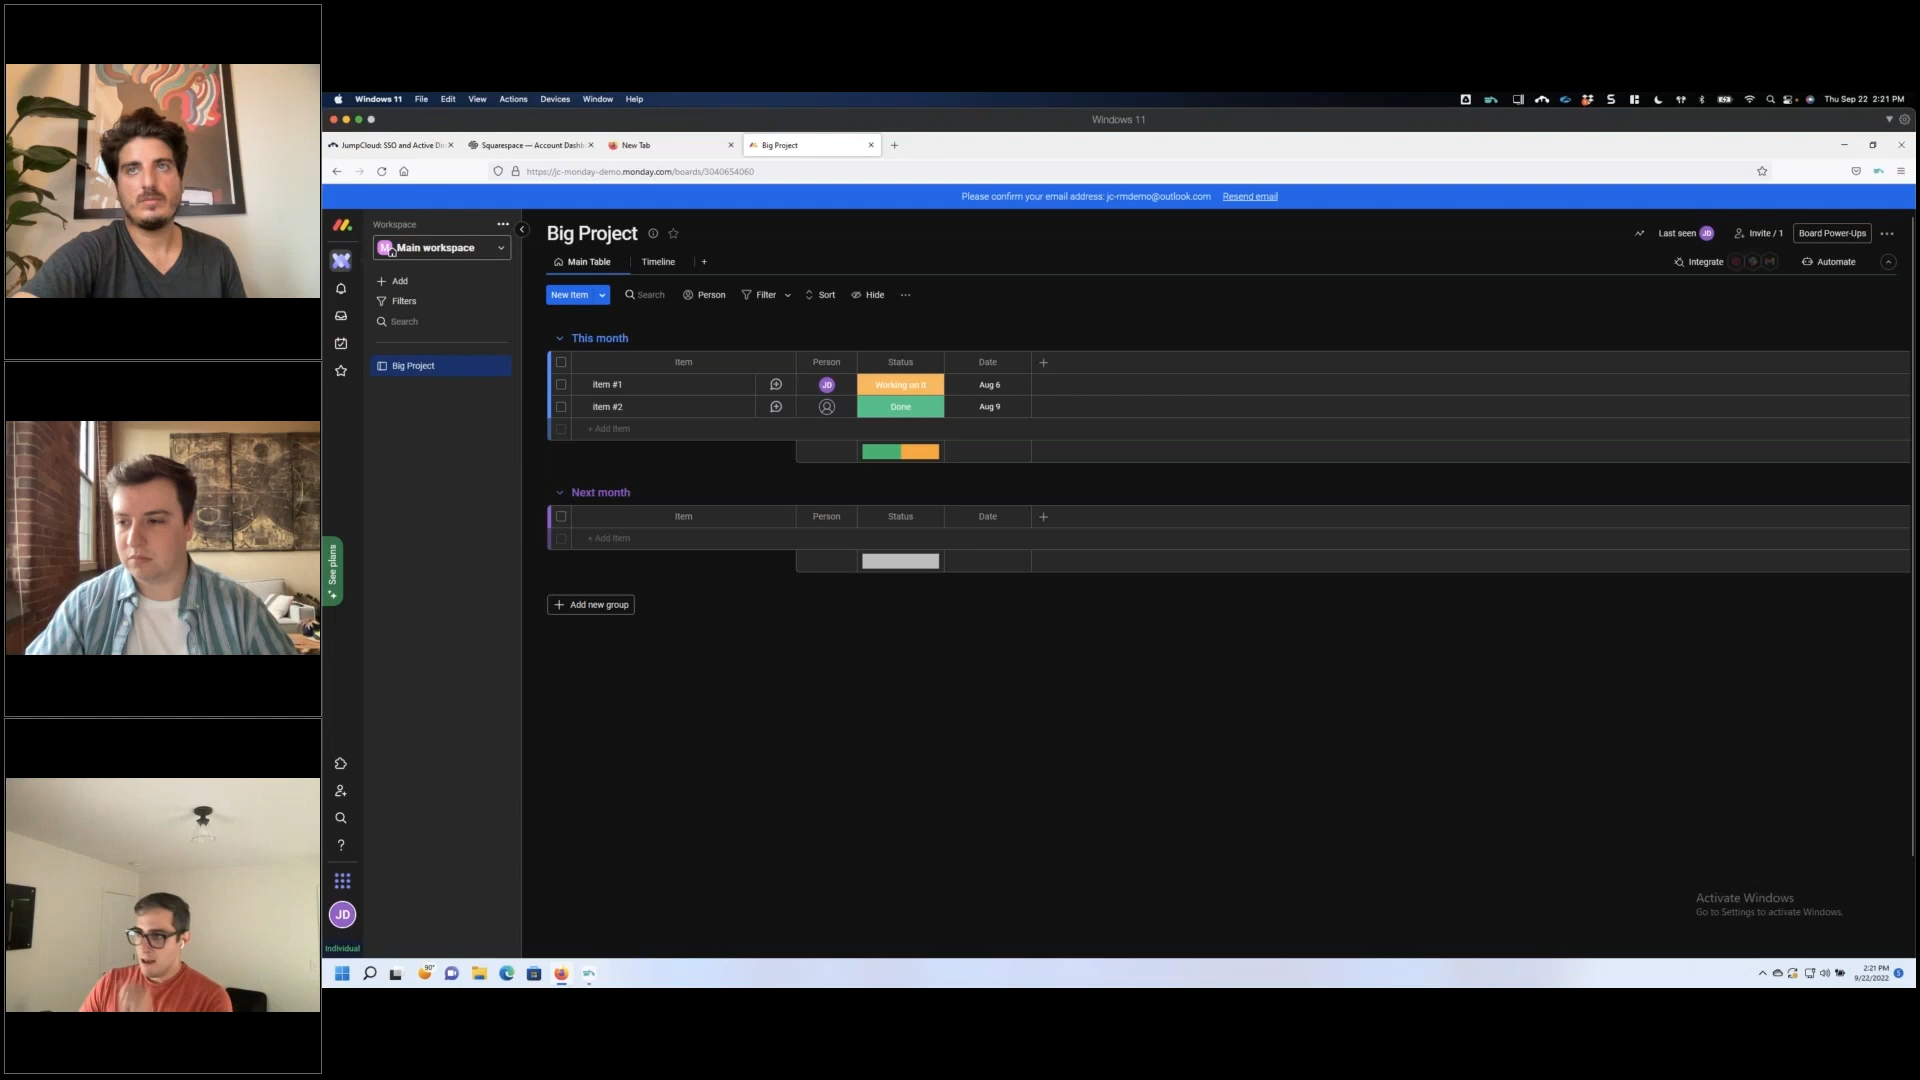 Windows 11 File Edit View Actions Devices Window Help
Thu Sep 22 2:21 PM
Windows 11
JumpCloud: SSO and Active Di
Squarespace — Account Dashb
New Tab
Big Project
https://jc-monday-demo.monday.com/boards/3040654060
Please confirm your email address: jc-rmdemo@outlook.com Resend email
Workspace
M Main workspace
Add
Filters
Search
Big Project
See plans
JD
Individual
Big Project
Last seen JD
Invite / 1
Board Power-Ups
Main Table Timeline +
Integrate
Automate
New Item
Search
Person
Filter
Sort
Hide
This month
Item Person Status Date
item #1 JD Working on it Aug 6
item #2 Done Aug 9
+ Add Item
Next month
Item Person Status Date
+ Add Item
Add new group
Activate Windows
Go to Settings to activate Windows.
90°
2:21 PM
9/22/2022
5